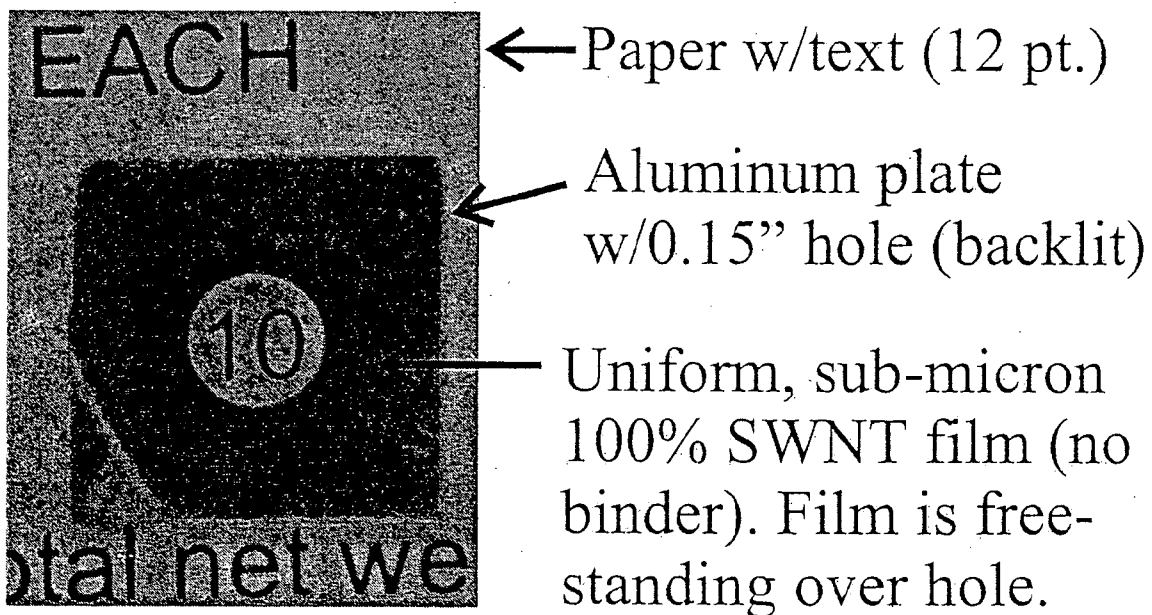 EACH
Paper w/text (12 pt.)
Aluminum plate
w/0.15” hole (backlit)
10
Uniform, sub-micron
100% SWNT film (no
binder). Film is free-
standing over hole.
otal net we